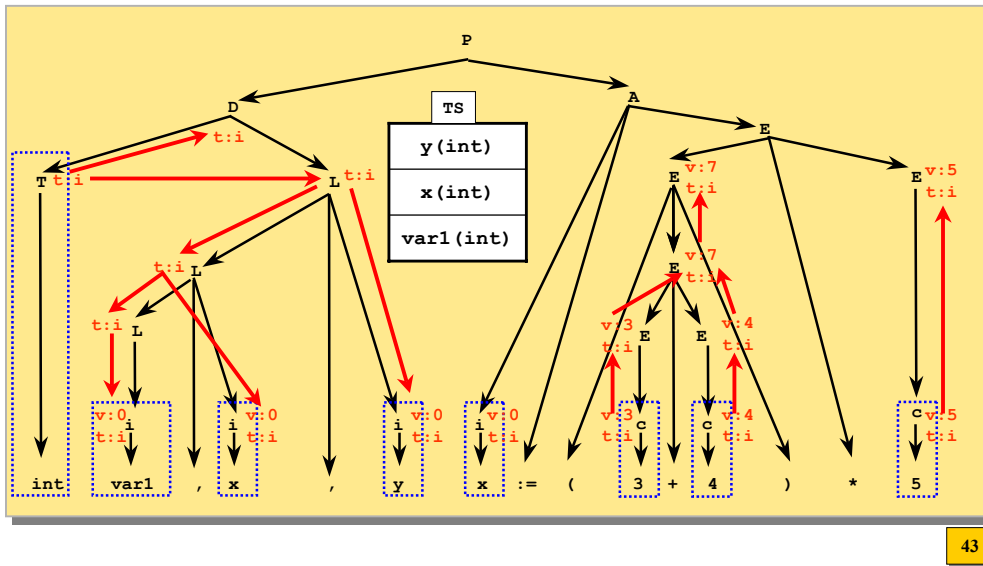 P
D
TS
A
E
t:i
y(int)
T t:i
L t:i
E v:7
t:i
E v:5
t:i
x(int)
var1(int)
t:i L
E v:7
t:i
t:i L
v:3
t:i E
E v:4
t:i
v:0
t:i i
i v:0
t:i
i v:0
t:i
i v:0
t:i
v:3
t:i c
c v:4
t:i
c v:5
t:i
int var1 , x , y x := ( 3 + 4 ) * 5
43